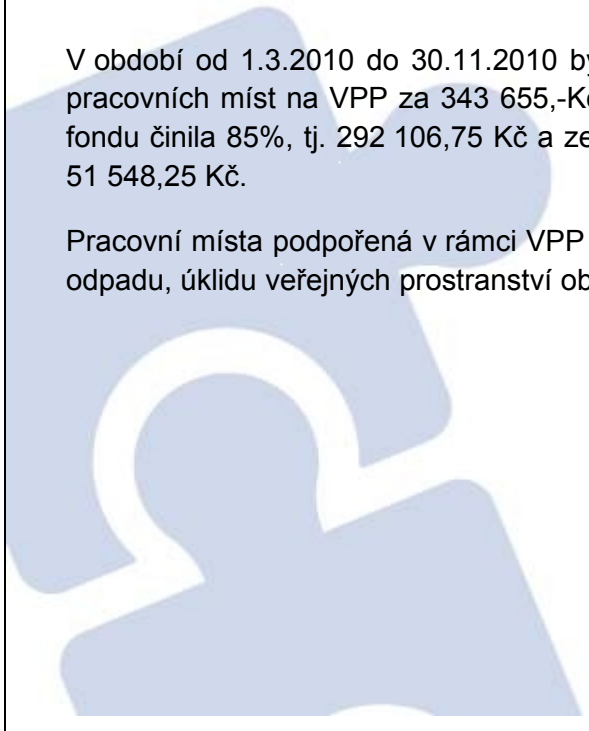 V období od 1.3.2010 do 30.11.2010
pracovních míst na VPP za 343 655,-Kč
fondu činila 85%, tj. 292 106,75 Kč a ze
51 548,25 Kč.
Pracovní místa podpořená v rámci VPP
odpadu, úklidu veřejných prostranství